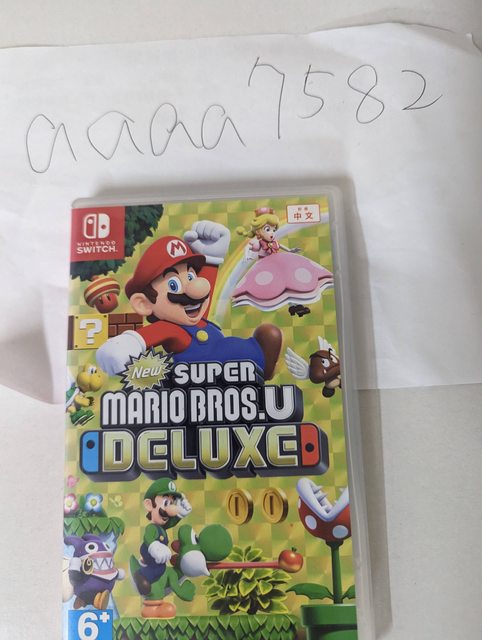 aaaa7582
NINTENDO
SWITCH
中文
?
M
New
SUPER
MARIO BROS.U
DELUXE
6+